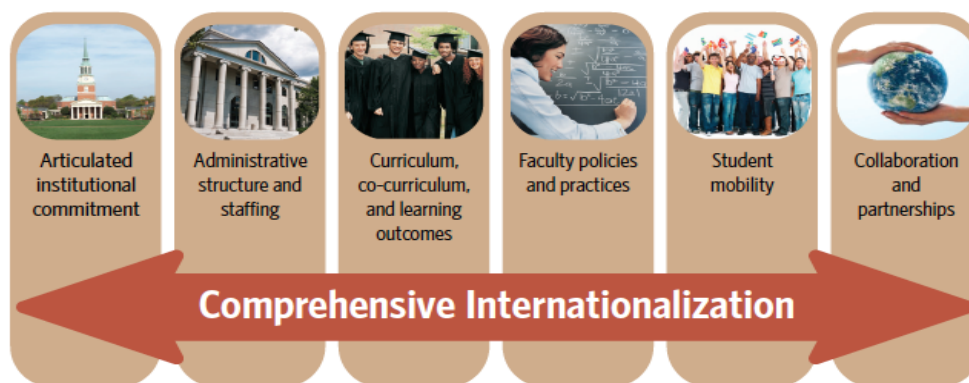 Articulated
institutional
commitment
Administrative
structure and
staffing
Curriculum,
co-curriculum,
and learning
outcomes
Faculty policies
and practices
Student
mobility
Collaboration
and
partnerships
Comprehensive Internationalization